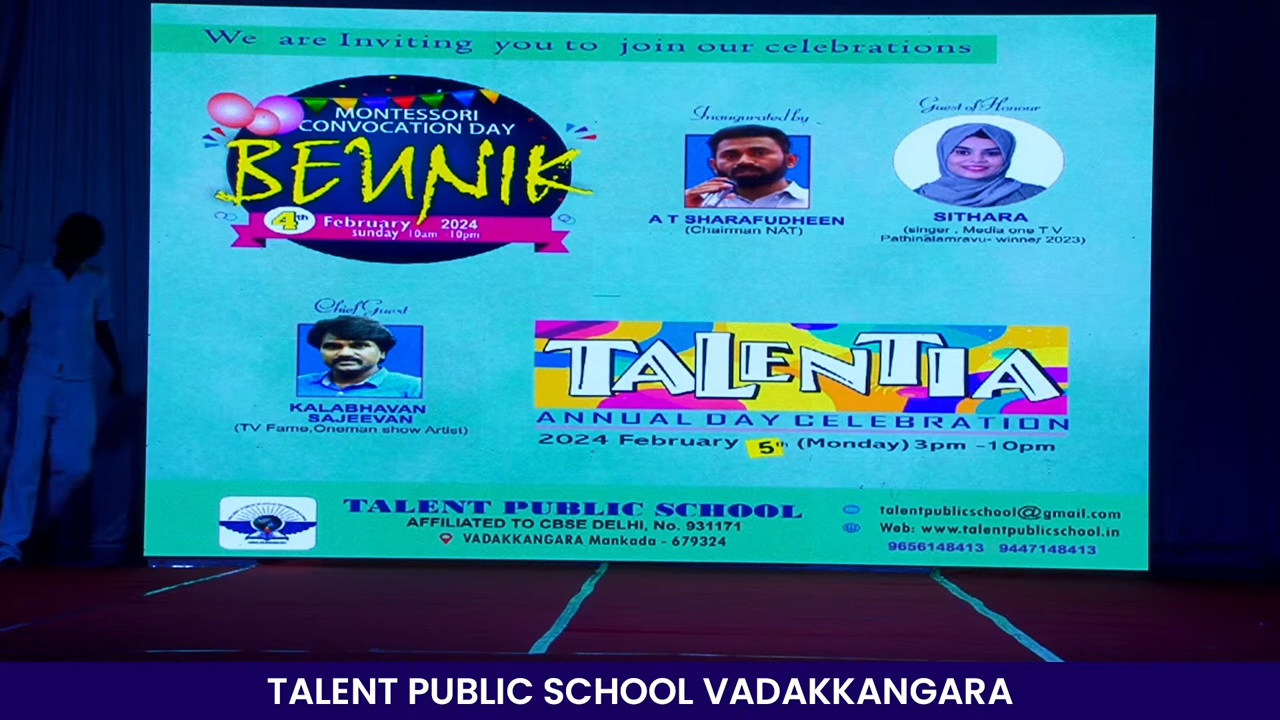 We are Inviting you to join our celebrations
MONTESSORI
CONVOCATION DAY
BEUNIK
4th February 2024
sunday 10am - 10pm
Inaugurated by
A T SHARAFUDHEEN
(Chairman NAT)
Guest of Honour
SITHARA
(singer . Media one T V
Pathinalamravu- winner 2023)
Chief Guest
KALABHAVAN
SAJEEVAN
(TV Fame,Oneman show Artist)
TALENTIA
ANNUAL DAY CELEBRATION
2024 February 5th (Monday) 3pm -10pm
TALENT PUBLIC SCHOOL
AFFILIATED TO CBSE DELHI, No. 931171
VADAKKANGARA Mankada - 679324
talentpublicschool@gmail.com
Web: www.talentpublicschool.in
9656148413 9447148413
TALENT PUBLIC SCHOOL VADAKKANGARA